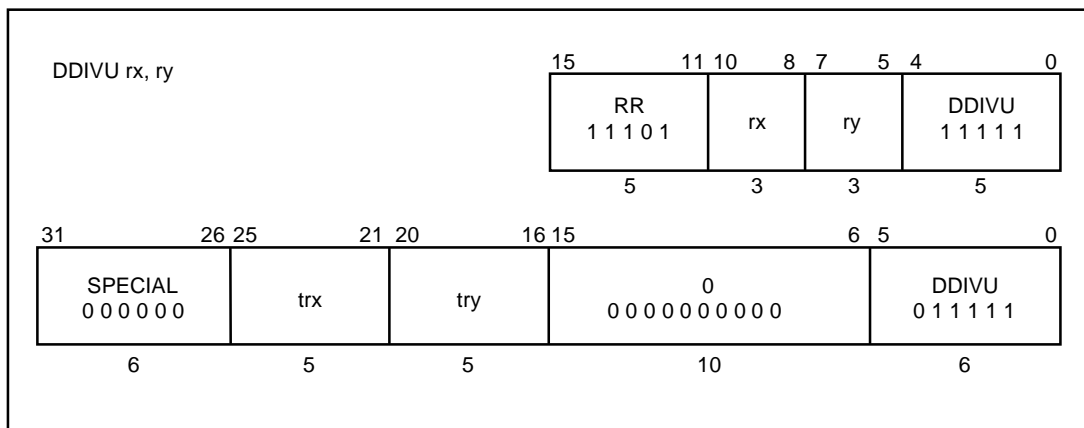 DDIVU rx, ry
15 11 10 8 7 5 4 0
RR rx ry DDIVU
1 1 1 0 1 1 1 1 1 1
5 3 3 5
31 26 25 21 20 16 15 6 5 0
SPECIAL trx try 0 DDIVU
0 0 0 0 0 0 0 0 0 0 0 0 0 0 0 0 0 1 1 1 1 1
6 5 5 10 6